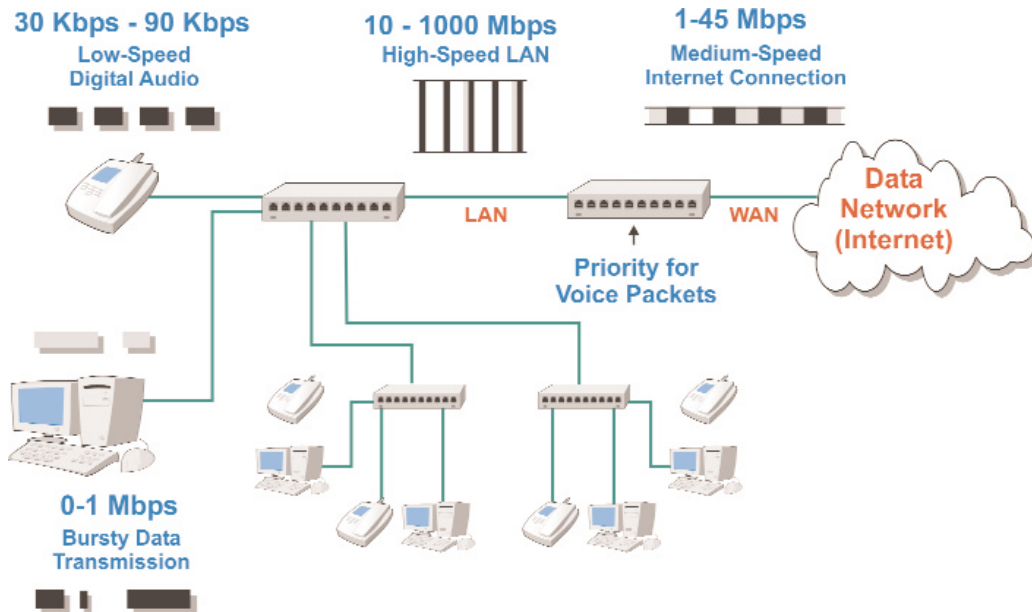 30 Kbps - 90 Kbps
Low-Speed
Digital Audio
10 - 1000 Mbps
High-Speed LAN
1-45 Mbps
Medium-Speed
Internet Connection
LAN
WAN
Data
Network
(Internet)
Priority for
Voice Packets
0-1 Mbps
Bursty Data
Transmission